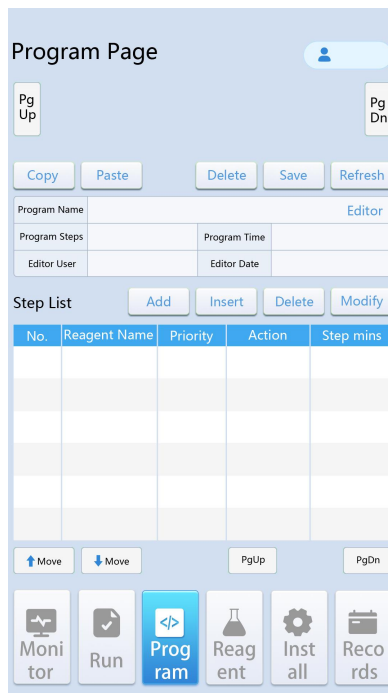 Program Page
Pg
Up
Pg
Dn
Copy Paste Delete Save Refresh
Program Name Editor
Program Steps Program Time
Editor User Editor Date
Step List Add Insert Delete Modify
No. Reagent Name Priority Action Step mins
Move Move PgUp PgDn
Moni
tor
Run
</> Prog
ram
Reag
ent
Inst
all
Reco
rds